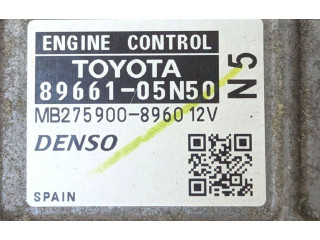 ENGINE CONTROL
TOYOTA
89661-05N50
N5
MB275900-8960 12V
DENSO
SPAIN